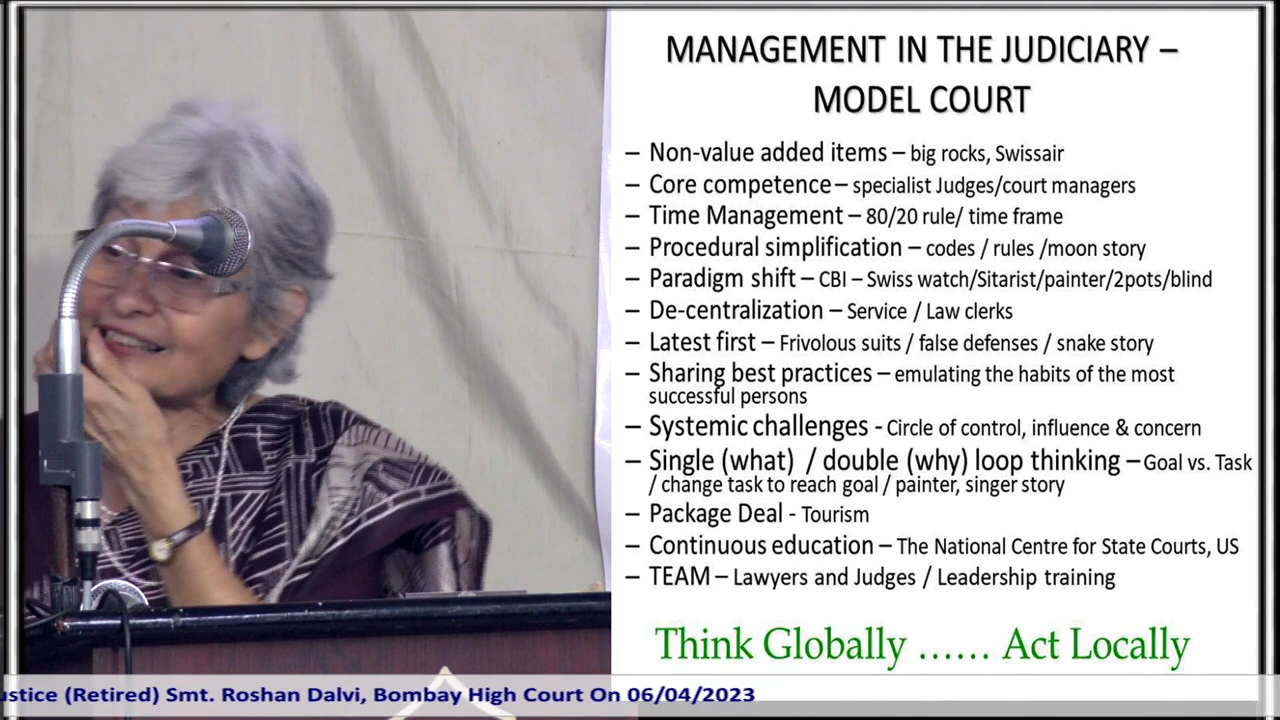 MANAGEMENT IN THE JUDICIARY –
MODEL COURT
– Non-value added items – big rocks, Swissair
– Core competence – specialist Judges/court managers
– Time Management – 80/20 rule/ time frame
– Procedural simplification – codes / rules /moon story
– Paradigm shift – CBI – Swiss watch/Sitarist/painter/2pots/blind
– De-centralization – Service / Law clerks
– Latest first – Frivolous suits / false defenses / snake story
– Sharing best practices – emulating the habits of the most
successful persons
– Systemic challenges - Circle of control, influence & concern
– Single (what) / double (why) loop thinking – Goal vs. Task
/ change task to reach goal / painter, singer story
– Package Deal - Tourism
– Continuous education – The National Centre for State Courts, US
– TEAM – Lawyers and Judges / Leadership training
Think Globally …… Act Locally
ustice (Retired) Smt. Roshan Dalvi, Bombay High Court On 06/04/2023